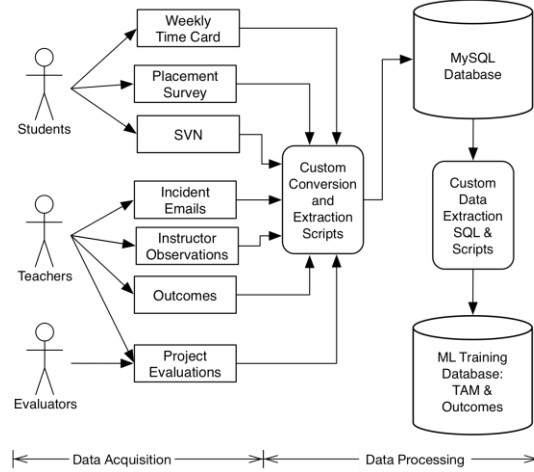 Weekly
Time Card
Placement
Survey
SVN
Students
Incident
Emails
Instructor
Observations
Outcomes
Teachers
Project
Evaluations
Evaluators
Custom
Conversion
and
Extraction
Scripts
MySQL
Database
Custom
Data
Extraction
SQL &
Scripts
ML Training
Database:
TAM &
Outcomes
Data Acquisition
Data Processing